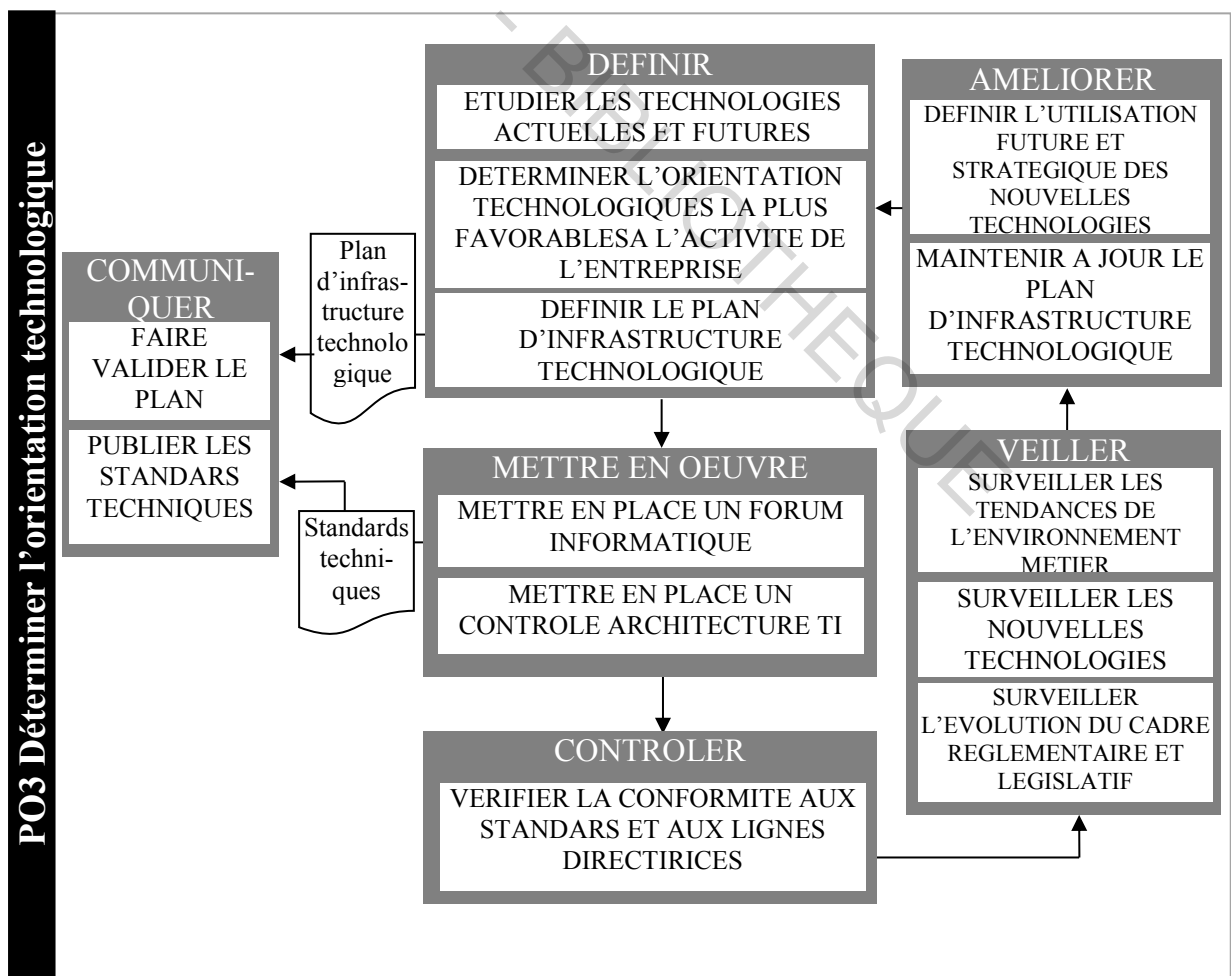 PO3 Déterminer l'orientation technologique
- BIBLIOTHEQUE
DEFINIR
ETUDIER LES TECHNOLOGIES
ACTUELLES ET FUTURES
DETERMINER L'ORIENTATION
TECHNOLOGIQUES LA PLUS
FAVORABLESA L'ACTIVITE DE
L'ENTREPRISE
DEFINIR LE PLAN
D'INFRASTRUCTURE
TECHNOLOGIQUE
AMELIORER
DEFINIR L'UTILISATION
FUTURE ET
STRATEGIQUE DES
NOUVELLES
TECHNOLOGIES
MAINTENIR A JOUR LE
PLAN
D'INFRASTRUCTURE
TECHNOLOGIQUE
Plan
d'infras-
tructure
technolo
gique
COMMUNI-
QUER
FAIRE
VALIDER LE
PLAN
PUBLIER LES
STANDARS
TECHNIQUES
Standards
techni-
ques
METTRE EN OEUVRE
METTRE EN PLACE UN FORUM
INFORMATIQUE
METTRE EN PLACE UN
CONTROLE ARCHITECTURE TI
VEILLER
SURVEILLER LES
TENDANCES DE
L'ENVIRONNEMENT
METIER
SURVEILLER LES
NOUVELLES
TECHNOLOGIES
SURVEILLER
L'EVOLUTION DU CADRE
REGLEMENTAIRE ET
LEGISLATIF
CONTROLER
VERIFIER LA CONFORMITE AUX
STANDARS ET AUX LIGNES
DIRECTIRICES